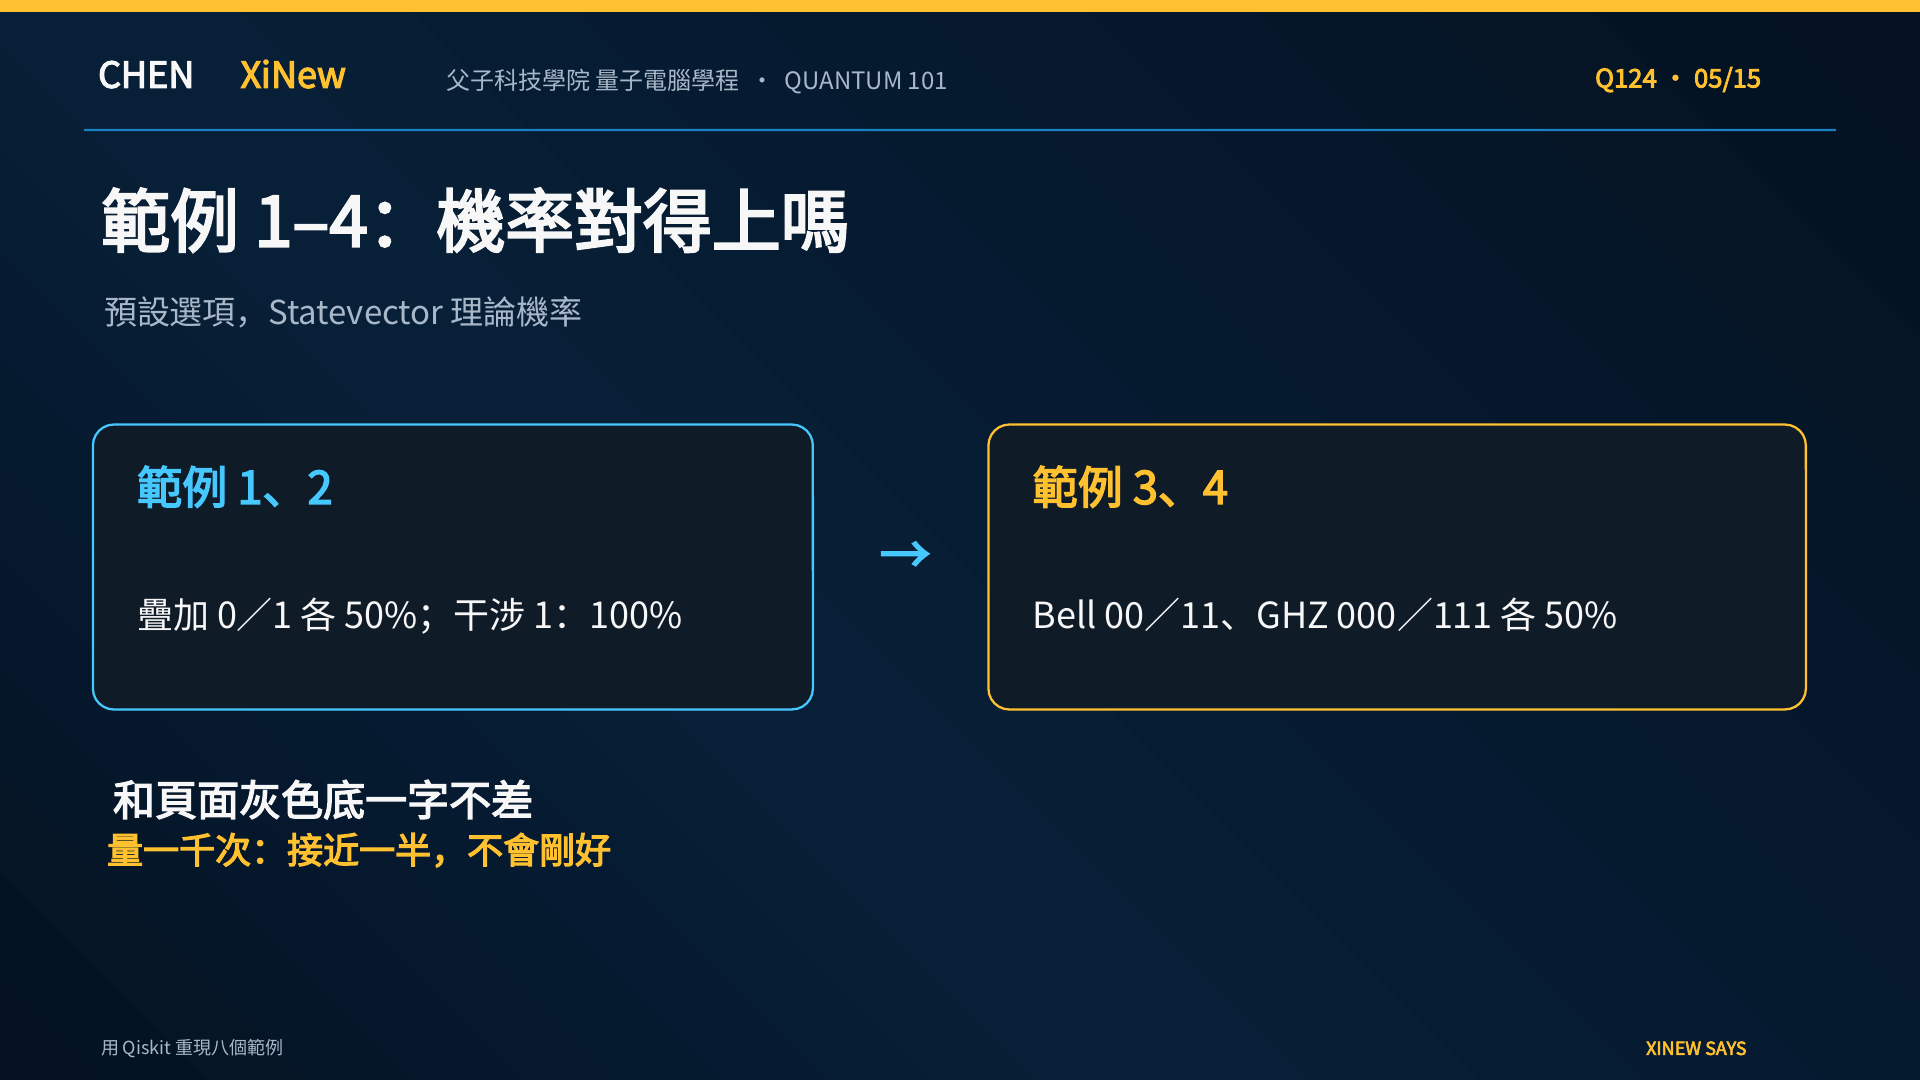 CHEN XiNew 父子科技學院 量子電腦學程 ・ QUANTUM 101 Q124 ・ 05/15
範例 1–4：機率對得上嗎
預設選項，Statevector 理論機率
範例 1、2
疊加 0／1 各 50%；干涉 1：100%
→
範例 3、4
Bell 00／11、GHZ 000／111 各 50%
和頁面灰色底一字不差
量一千次：接近一半，不會剛好
用 Qiskit 重現八個範例 XINEW SAYS